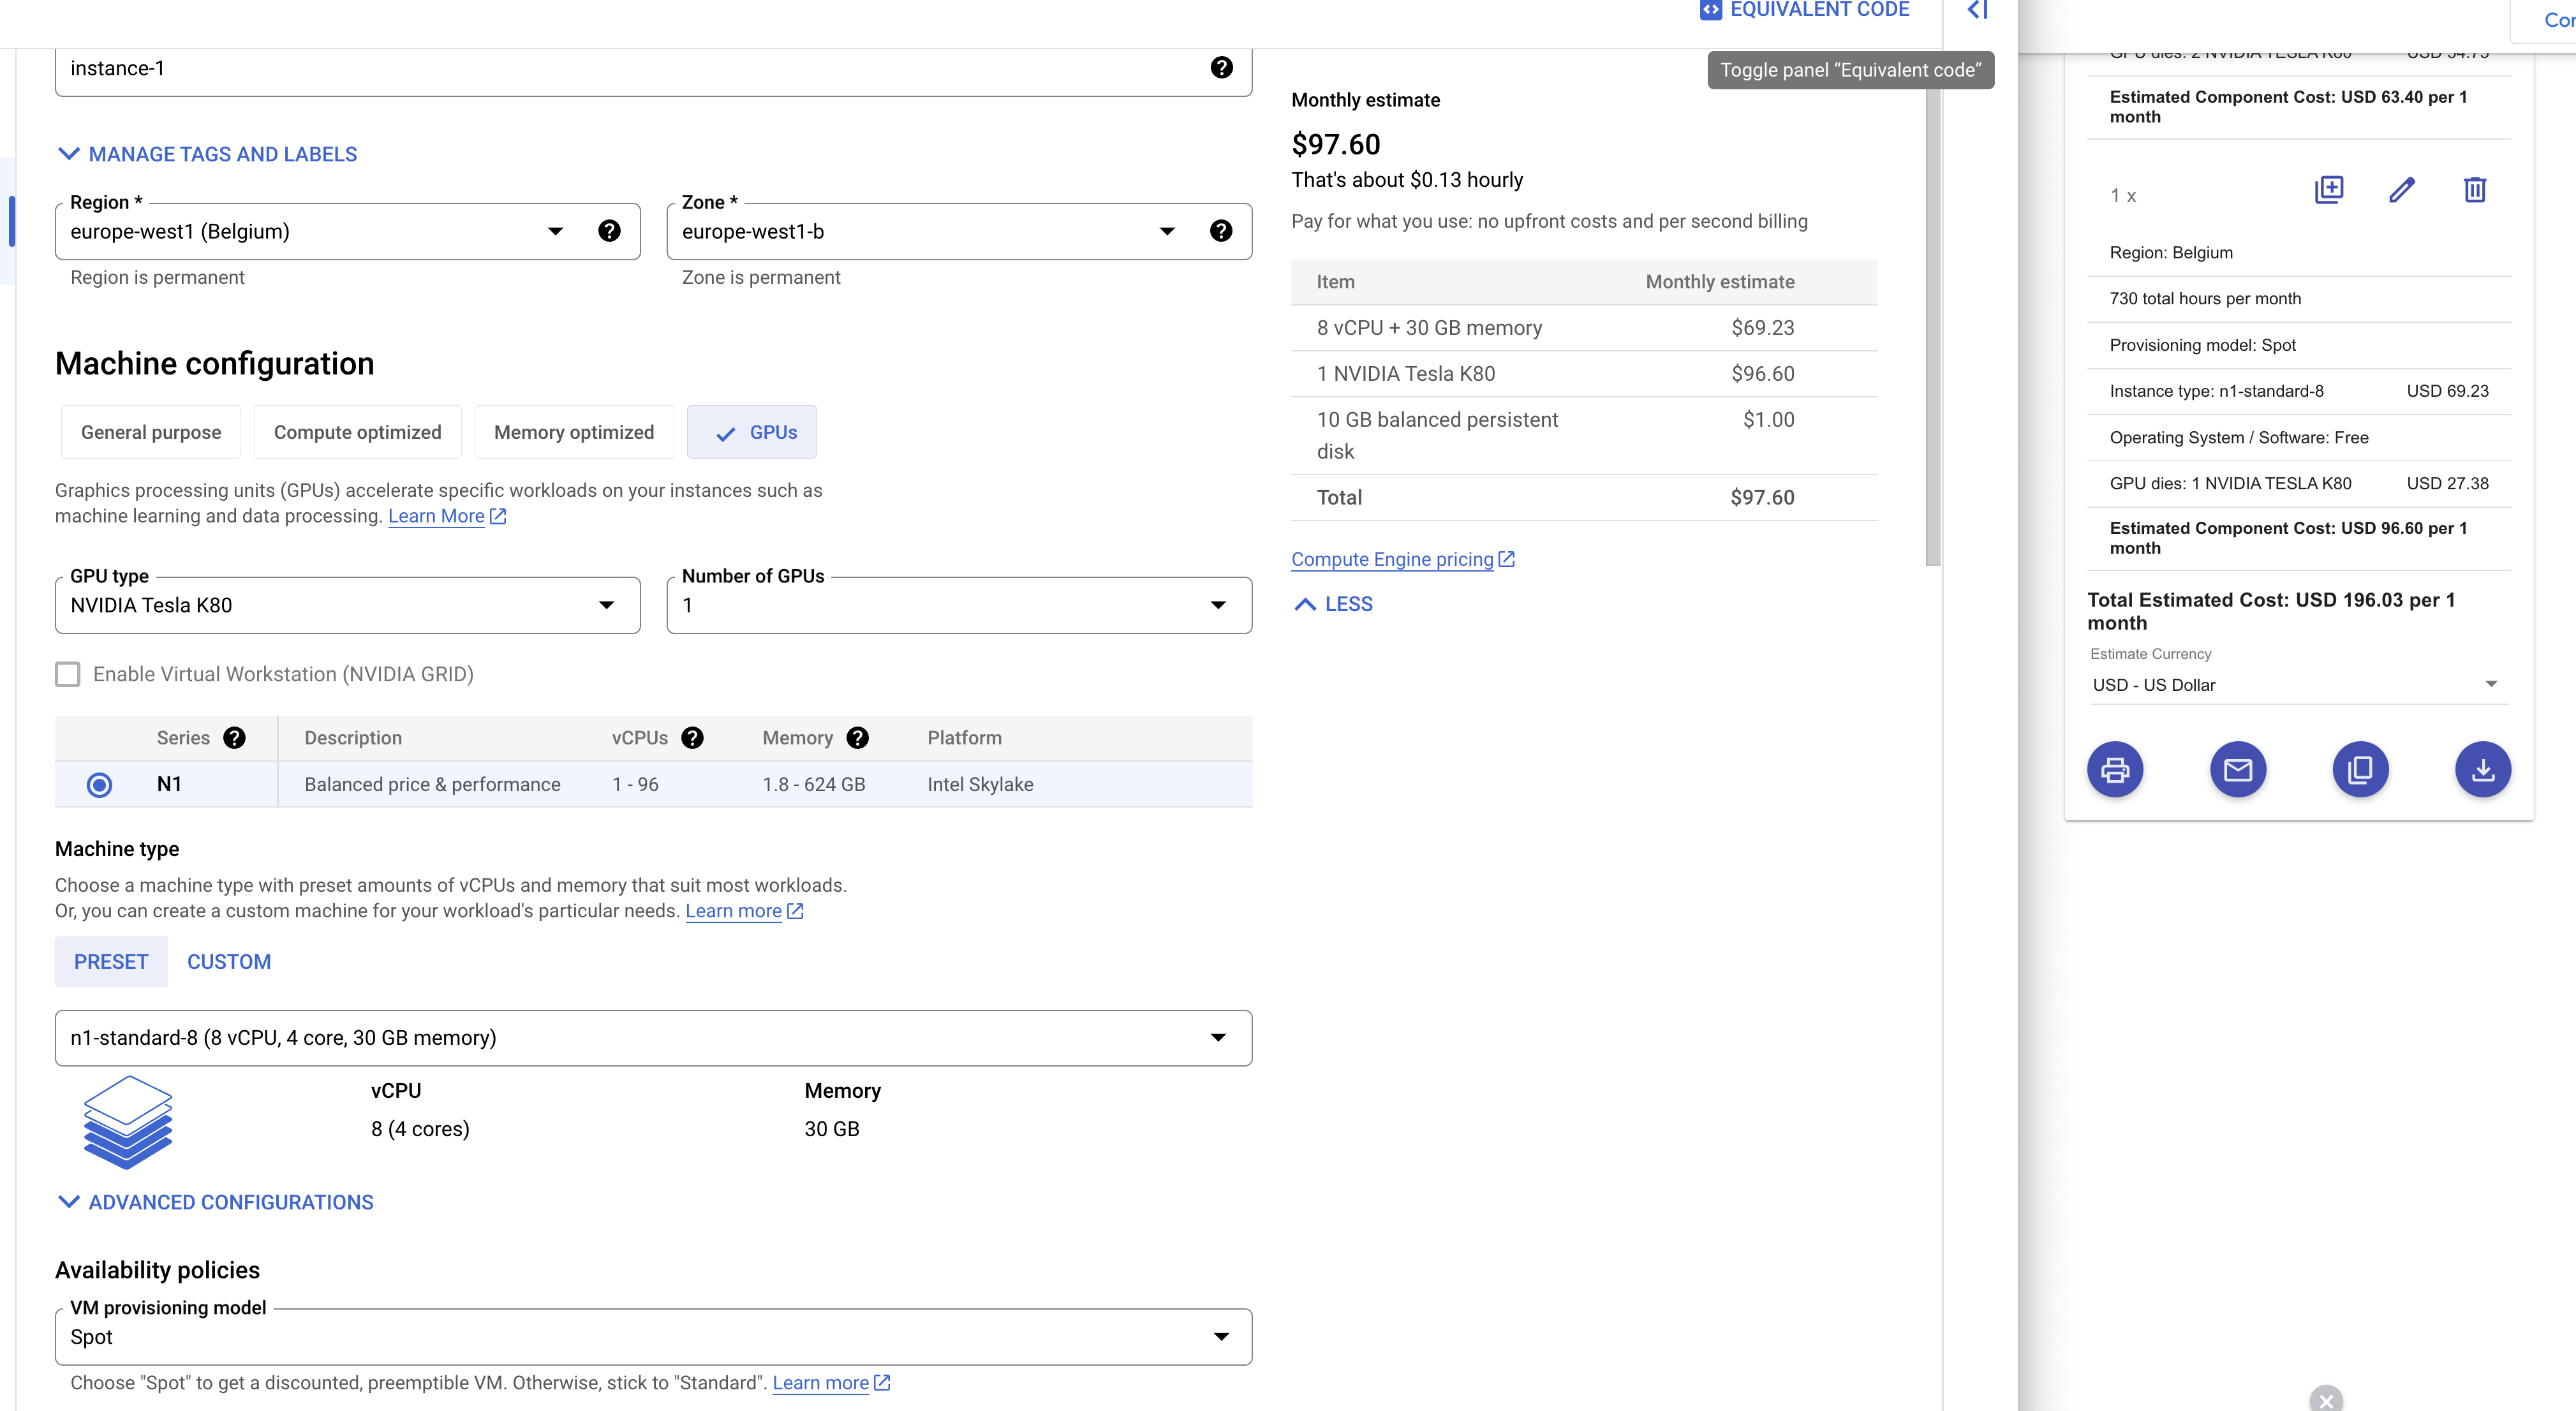 EQUIVALENT CODE
Toggle panel “Equivalent code”
instance-1
MANAGE TAGS AND LABELS
Region *
europe-west1 (Belgium)
Region is permanent
Zone *
europe-west1-b
Zone is permanent
Machine configuration
General purpose
Compute optimized
Memory optimized
GPUs
Graphics processing units (GPUs) accelerate specific workloads on your instances such as
machine learning and data processing. Learn More
GPU type
NVIDIA Tesla K80
Number of GPUs
1
Enable Virtual Workstation (NVIDIA GRID)
Series Description vCPUs Memory Platform
N1 Balanced price & performance 1 - 96 1.8 - 624 GB Intel Skylake
Machine type
Choose a machine type with preset amounts of vCPUs and memory that suit most workloads.
Or, you can create a custom machine for your workload's particular needs. Learn more
PRESET CUSTOM
n1-standard-8 (8 vCPU, 4 core, 30 GB memory)
vCPU
8 (4 cores)
Memory
30 GB
ADVANCED CONFIGURATIONS
Availability policies
VM provisioning model
Spot
Choose "Spot" to get a discounted, preemptible VM. Otherwise, stick to "Standard". Learn more
Monthly estimate
$97.60
That's about $0.13 hourly
Pay for what you use: no upfront costs and per second billing
Item Monthly estimate
8 vCPU + 30 GB memory $69.23
1 NVIDIA Tesla K80 $96.60
10 GB balanced persistent $1.00
disk
Total $97.60
Compute Engine pricing
LESS
GPU dies: 2 NVIDIA TESLA K80 USD 54.75
Estimated Component Cost: USD 63.40 per 1
month
1 x
Region: Belgium
730 total hours per month
Provisioning model: Spot
Instance type: n1-standard-8 USD 69.23
Operating System / Software: Free
GPU dies: 1 NVIDIA TESLA K80 USD 27.38
Estimated Component Cost: USD 96.60 per 1
month
Total Estimated Cost: USD 196.03 per 1
month
Estimate Currency
USD - US Dollar